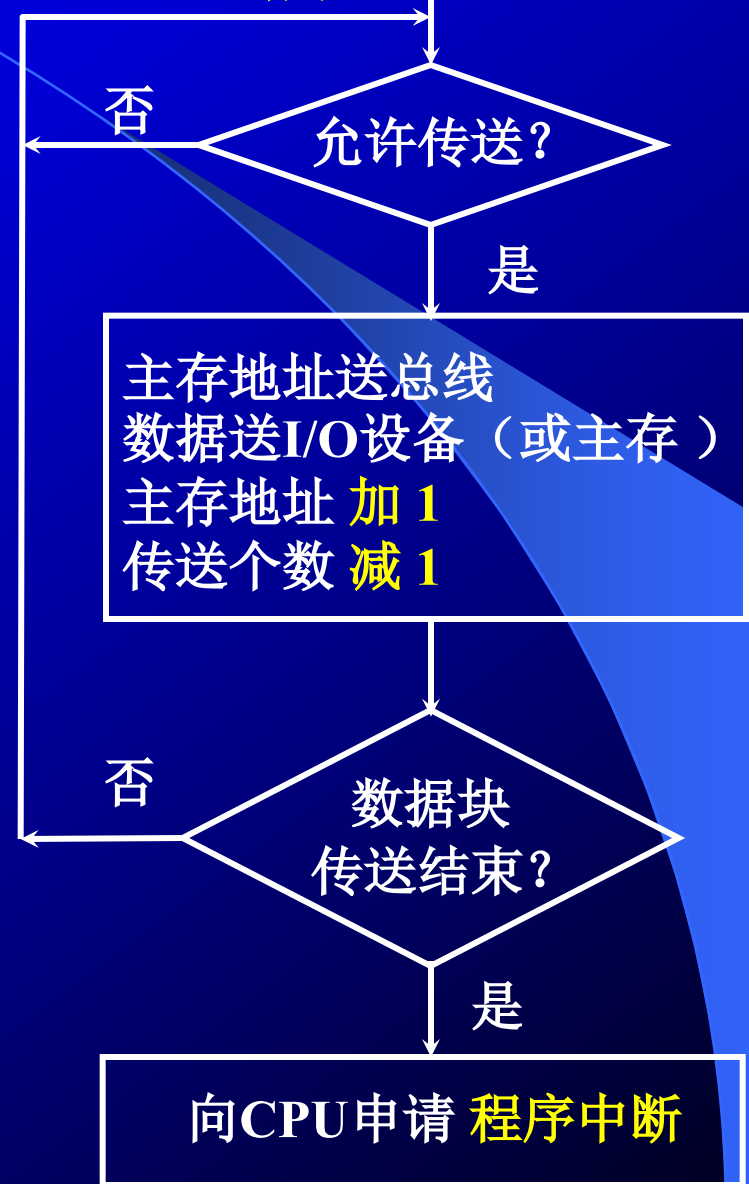 否
允许传送？
是
主存地址送总线
数据送I/O设备（或主存 ）
主存地址 加 1
传送个数 减 1
否
数据块
传送结束？
是
向CPU申请 程序中断